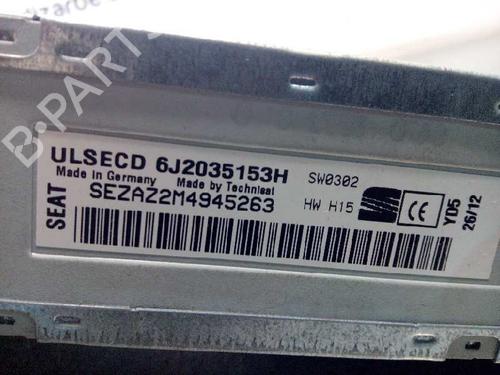 B-PARTS
ULSECD 6J2035153H
Made in Germany Made by Technisat
SEZAZ2M4945263
SEAT
SW0302
HW H15
CE
Y05
26/12